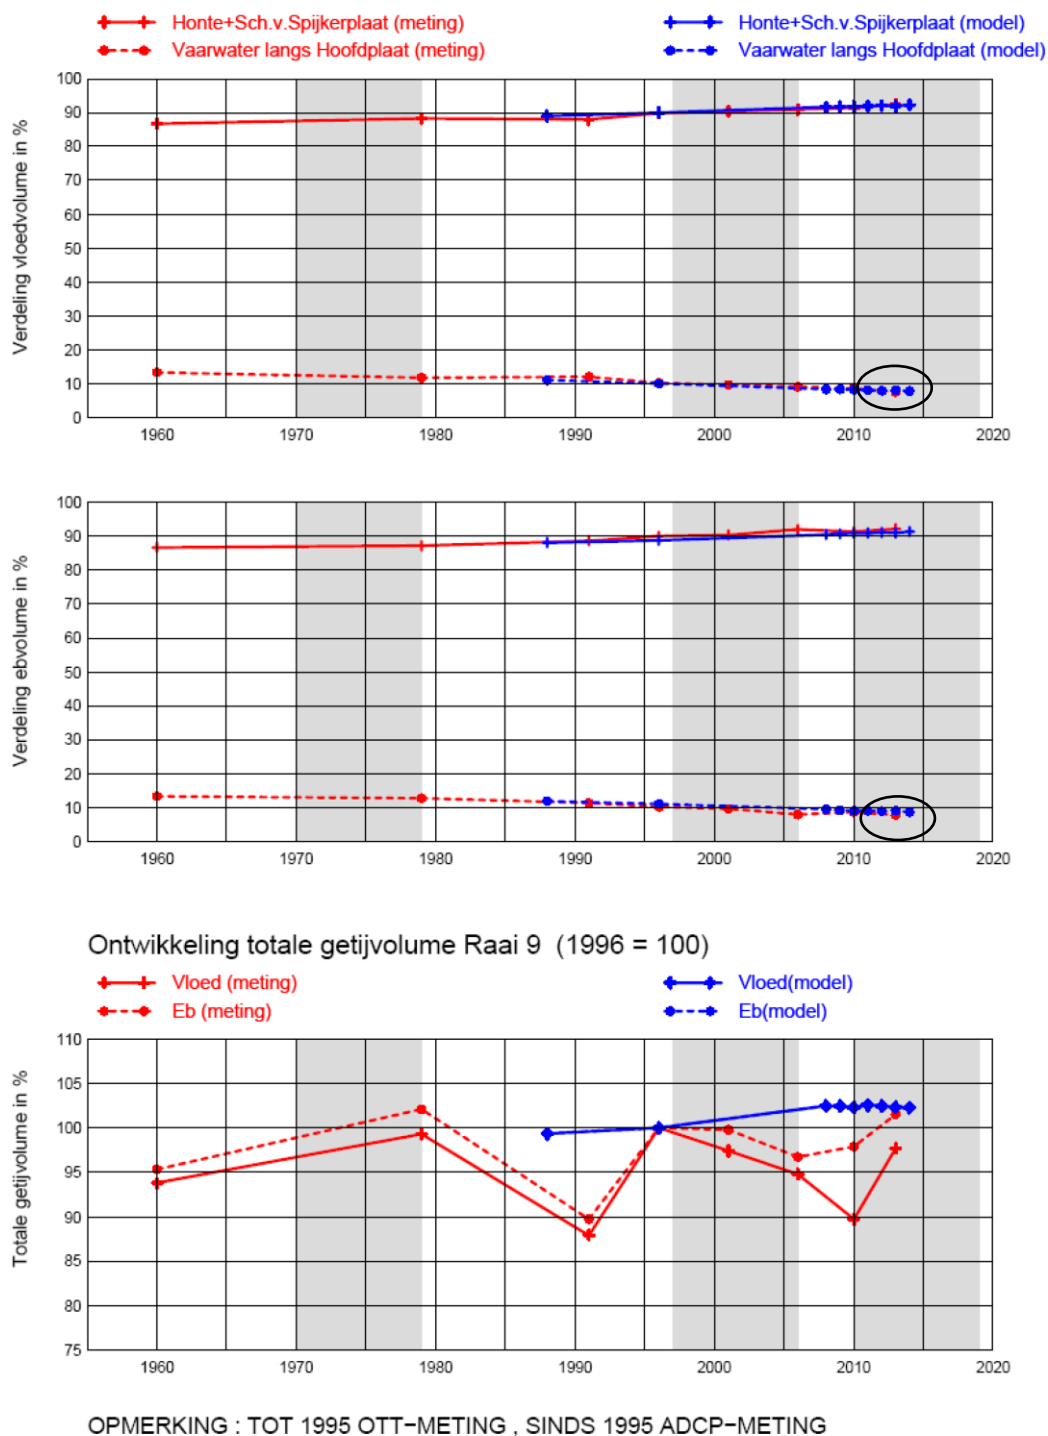 Honte+Sch.v.Spijkerplaat (meting) Honte+Sch.v.Spijkerplaat (model)
Vaarwater langs Hoofdplaat (meting) Vaarwater langs Hoofdplaat (model)
Verdeling vloedvolume in %
100
90
80
70
60
50
40
30
20
10
0
1960 1970 1980 1990 2000 2010 2020
Verdeling ebvolume in %
100
90
80
70
60
50
40
30
20
10
0
1960 1970 1980 1990 2000 2010 2020
Ontwikkeling totale getijvolume Raai 9 (1996 = 100)
Vloed (meting) Vloed(model)
Eb (meting) Eb(model)
Totale getijvolume in %
110
105
100
95
90
85
80
75
1960 1970 1980 1990 2000 2010 2020
OPMERKING : TOT 1995 OTT−METING , SINDS 1995 ADCP−METING